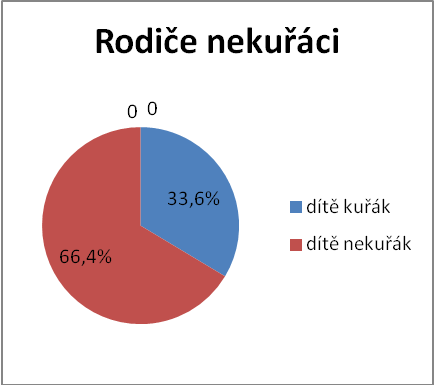 Rodiče nekuřáci
0 0
33,6%
66,4%
dítě kuřák
dítě nekuřák